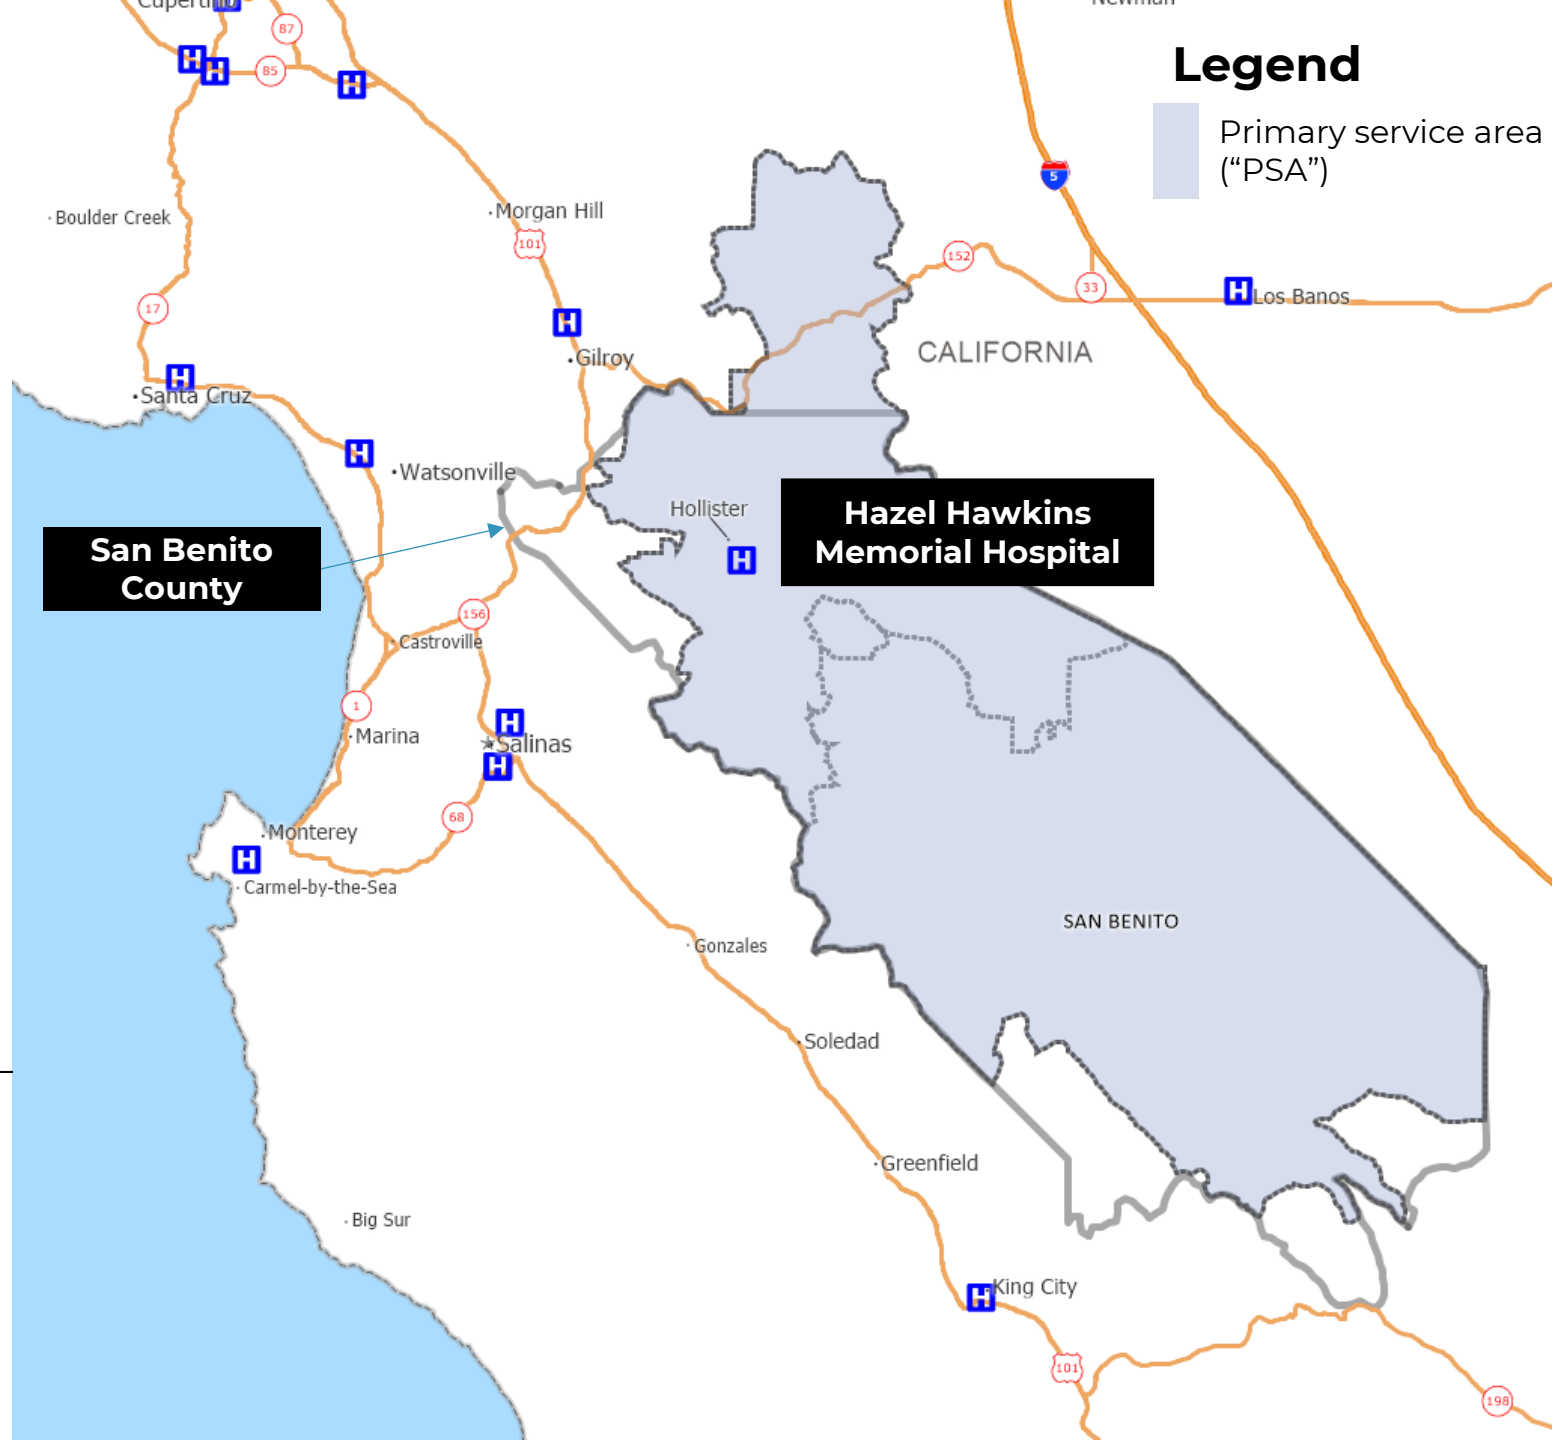 Cupertino
Newman
87
85
H
H
H
Legend
Primary service area
(“PSA”)
5
Boulder Creek
Morgan Hill
101
152
33
H
Los Banos
17
H
Gilroy
CALIFORNIA
H
Santa Cruz
H
Watsonville
Hollister
H
Hazel Hawkins
Memorial Hospital
San Benito
County
156
Castroville
1
Marina
H
Salinas
H
68
Monterey
H
Carmel-by-the-Sea
SAN BENITO
Gonzales
Soledad
Greenfield
Big Sur
H
King City
101
198